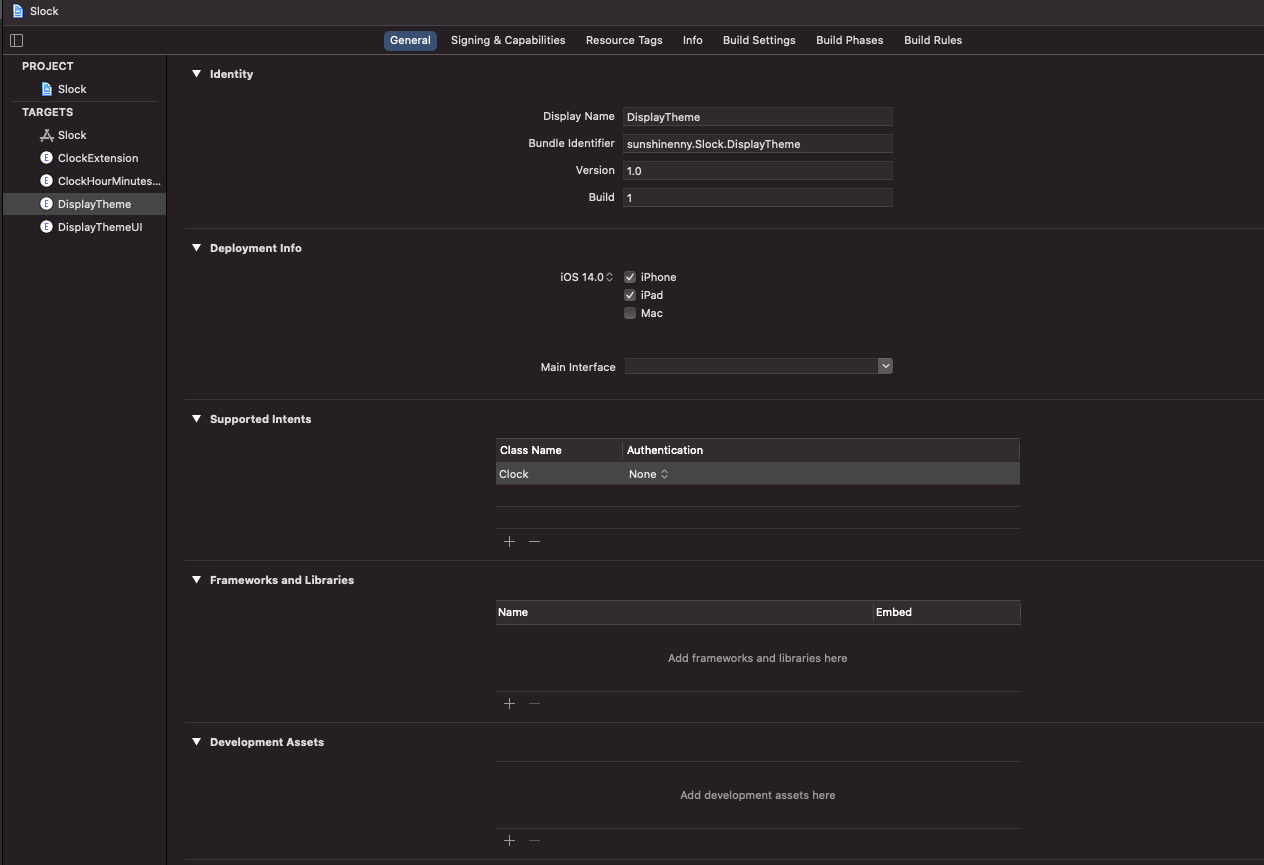 Slock
General Signing & Capabilities Resource Tags Info Build Settings Build Phases Build Rules
PROJECT
Slock
TARGETS
Slock
E ClockExtension
E ClockHourMinutes...
E DisplayTheme
E DisplayThemeUI
Identity
Display Name DisplayTheme
Bundle Identifier sunshinenny.Slock.DisplayTheme
Version 1.0
Build 1
Deployment Info
iOS 14.0 iPhone
iPad
Mac
Main Interface
Supported Intents
Class Name Authentication
Clock None
Frameworks and Libraries
Name Embed
Add frameworks and libraries here
Development Assets
Add development assets here